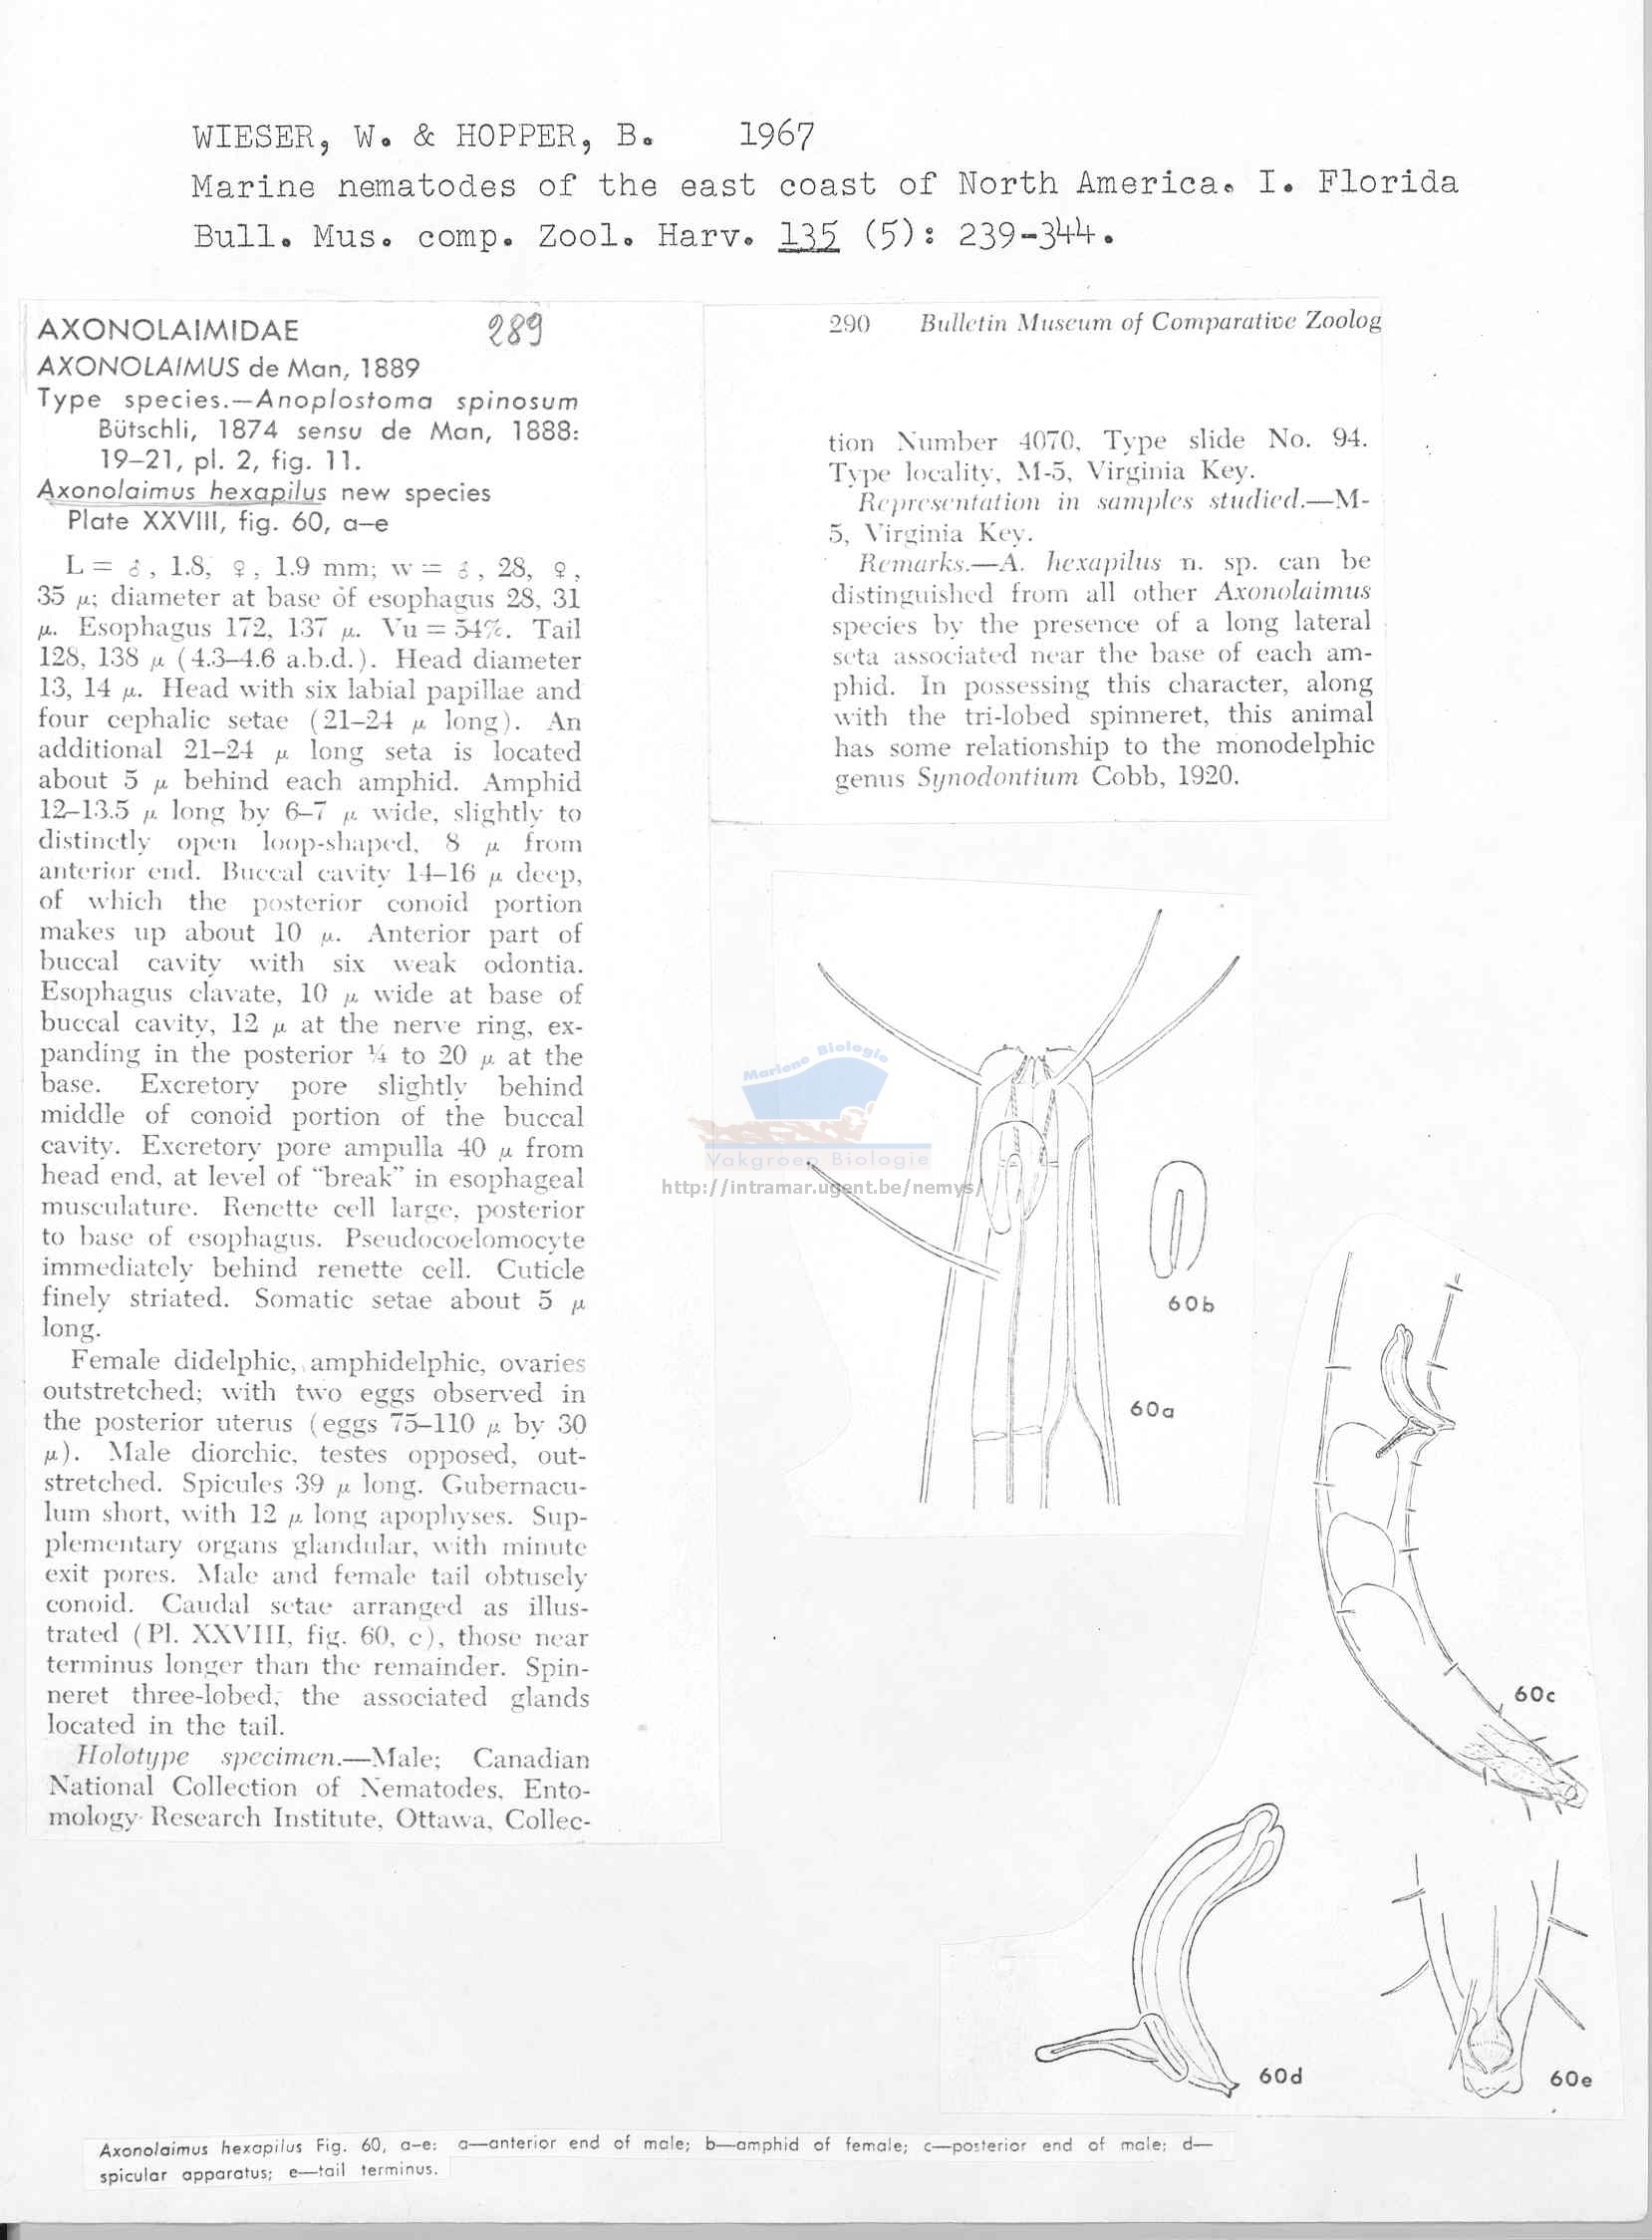 WIESER, W. & HOPPER, B. 1967
Marine nematodes of the east coast of North America. I. Florida
Bull. Mus. comp. Zool. Harv. 135 (5): 239-344.
AXONOLAIMIDAE 289
AXONOLAIMUS de Man, 1889
Type species.—Anoplostoma spinosum
Bütschli, 1874 sensu de Man, 1888:
19–21, pl. 2, fig. 11.
Axonolaimus hexapilus new species
Plate XXVIII, fig. 60, a–e
L = ♂, 1.8, ♀, 1.9 mm; w = ♂, 28, ♀,
35 μ; diameter at base of esophagus 28, 31
μ. Esophagus 172, 137 μ. Vu = 54%. Tail
128, 138 μ (4.3–4.6 a.b.d.). Head diameter
13, 14 μ. Head with six labial papillae and
four cephalic setae (21–24 μ long). An
additional 21–24 μ long seta is located
about 5 μ behind each amphid. Amphid
12–13.5 μ long by 6–7 μ wide, slightly to
distinctly open loop-shaped, 8 μ from
anterior end. Buccal cavity 14–16 μ deep,
of which the posterior conoid portion
makes up about 10 μ. Anterior part of
buccal cavity with six weak odontia.
Esophagus clavate, 10 μ wide at base of
buccal cavity, 12 μ at the nerve ring, ex-
panding in the posterior ¼ to 20 μ at the
base. Excretory pore slightly behind
middle of conoid portion of the buccal
cavity. Excretory pore ampulla 40 μ from
head end, at level of “break” in esophageal
musculature. Renette cell large, posterior
to base of esophagus. Pseudocoelomocyte
immediately behind renette cell. Cuticle
finely striated. Somatic setae about 5 μ
long.
Female didelphic, amphidelphic, ovaries
outstretched; with two eggs observed in
the posterior uterus (eggs 75–110 μ by 30
μ). Male diorchic, testes opposed, out-
stretched. Spicules 39 μ long. Gubernacu-
lum short, with 12 μ long apophyses. Sup-
plementary organs glandular, with minute
exit pores. Male and female tail obtusely
conoid. Caudal setae arranged as illus-
trated (Pl. XXVIII, fig. 60, c), those near
terminus longer than the remainder. Spin-
neret three-lobed, the associated glands
located in the tail.
Holotype specimen.—Male; Canadian
National Collection of Nematodes, Ento-
mology Research Institute, Ottawa, Collec-
290 Bulletin Museum of Comparative Zoolog
tion Number 4070, Type slide No. 94.
Type locality, M-5, Virginia Key.
Representation in samples studied.—M-
5, Virginia Key.
Remarks.—A. hexapilus n. sp. can be
distinguished from all other Axonolaimus
species by the presence of a long lateral
seta associated near the base of each am-
phid. In possessing this character, along
with the tri-lobed spinneret, this animal
has some relationship to the monodelphic
genus Synodontium Cobb, 1920.
Mariene Biologie
Vakgroep Biologie
http://intramar.ugent.be/nemys/
60b
60a
60c
60d
60e
Axonolaimus hexapilus Fig. 60, a–e: a—anterior end of male; b—amphid of female; c—posterior end of male; d—
spicular apparatus; e—tail terminus.